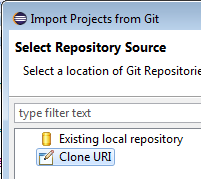 Import Projects from Git
Select Repository Source
Select a location of Git Repositorie
type filter text
Existing local repository
Clone URI